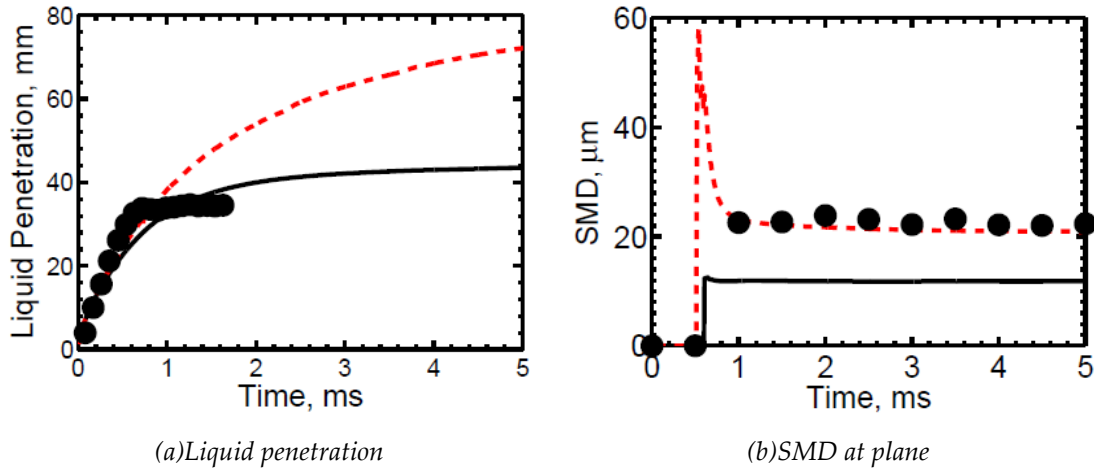 80
60
40
20
0
Liquid Penetration, mm
0 1 2 3 4 5
Time, ms
(a)Liquid penetration
60
40
20
0
SMD, μm
0 1 2 3 4 5
Time, ms
(b)SMD at plane